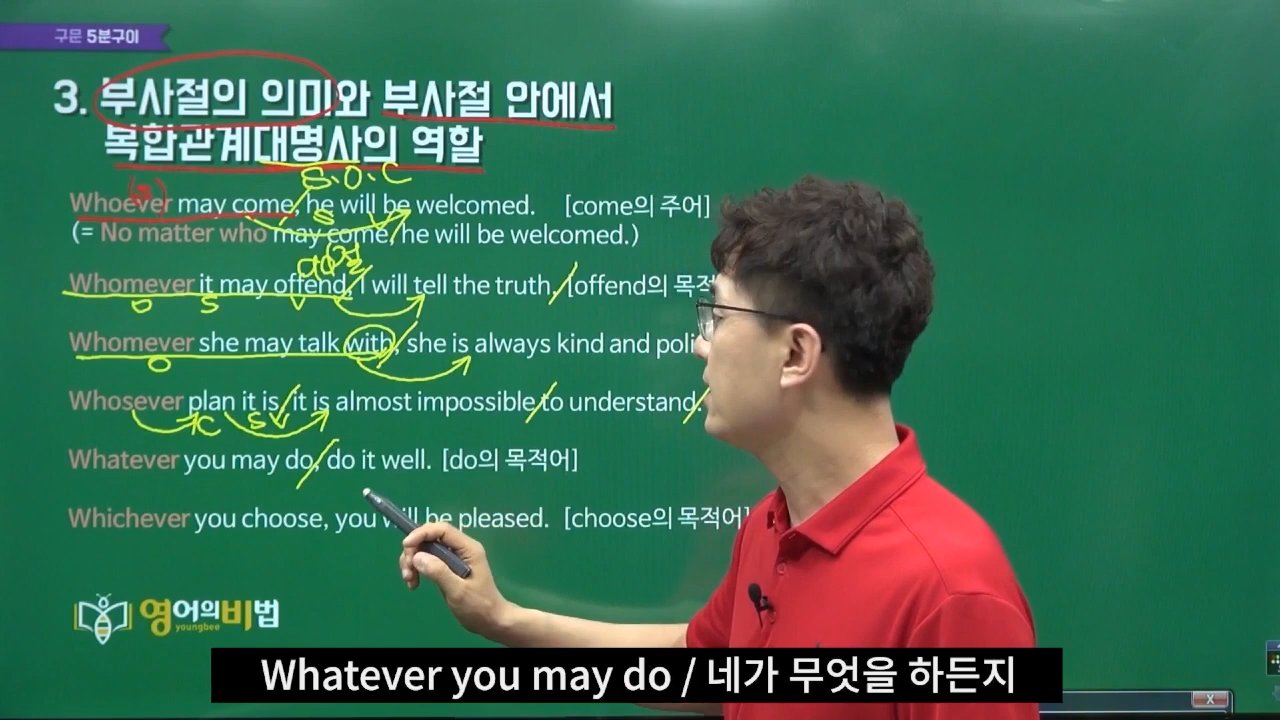 구문 5분구이
3. 부사절의 의미와 부사절 안에서
복합관계대명사의 역할
S. O. C
(S)
Whoever may come, he will be welcomed. [come의 주어]
S V
(= No matter who may come, he will be welcomed.)
Whomever it may offend, I will tell the truth. [offend의 목적
O S V
Whomever she may talk with, she is always kind and poli
O
Whosever plan it is, it is almost impossible to understand.
C S V
Whatever you may do, do it well. [do의 목적어]
Whichever you choose, you will be pleased. [choose의 목적어]
영어의비법
youngbee
Whatever you may do / 네가 무엇을 하든지
X